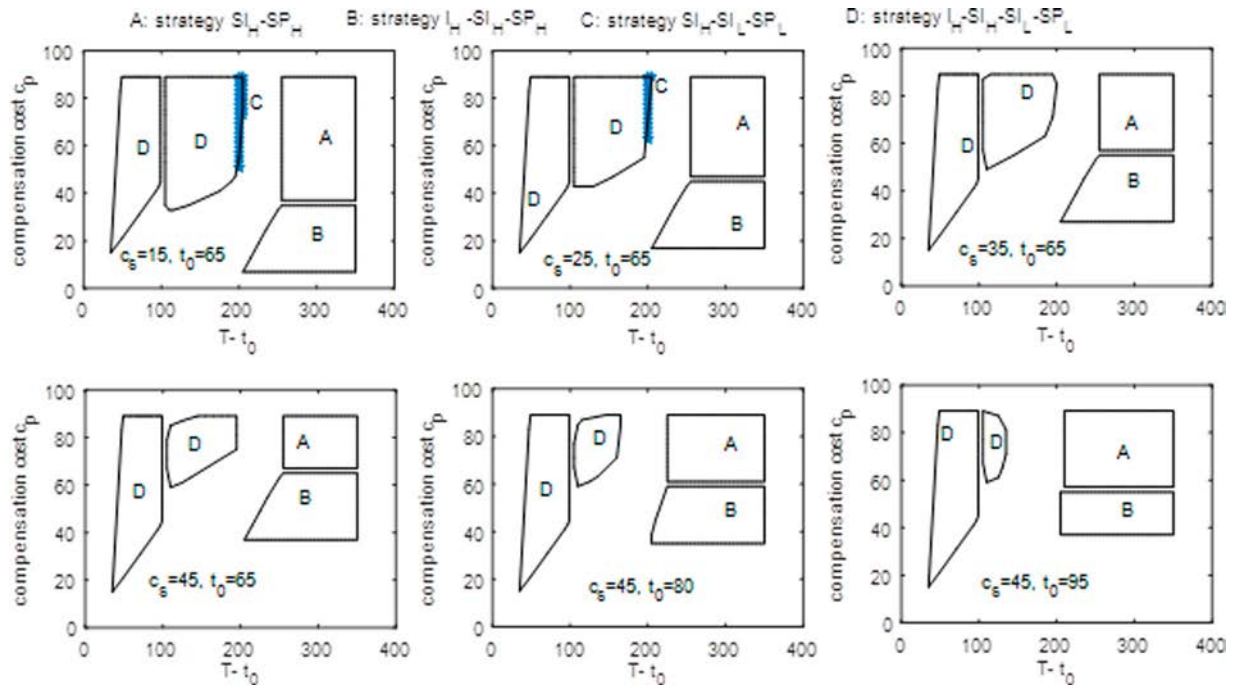 A: strategy SI_H-SP_H B: strategy I_H-SI_H-SP_H C: strategy SI_H-SI_L-SP_L D: strategy I_H-SI_H-SI_L-SP_L
compensation cost c_p
100
80
60
40
20
0
D
D
C
A
B
c_s=15, t_0=65
0 100 200 300 400
T- t_0
compensation cost c_p
100
80
60
40
20
0
D
D
C
A
B
c_s=25, t_0=65
0 100 200 300 400
T- t_0
compensation cost c_p
100
80
60
40
20
0
D
D
A
B
c_s=35, t_0=65
0 100 200 300 400
T- t_0
compensation cost c_p
100
80
60
40
20
0
D
D
A
B
c_s=45, t_0=65
0 100 200 300 400
T- t_0
compensation cost c_p
100
80
60
40
20
0
D
D
A
B
c_s=45, t_0=80
0 100 200 300 400
T- t_0
compensation cost c_p
100
80
60
40
20
0
D
D
A
B
c_s=45, t_0=95
0 100 200 300 400
T- t_0